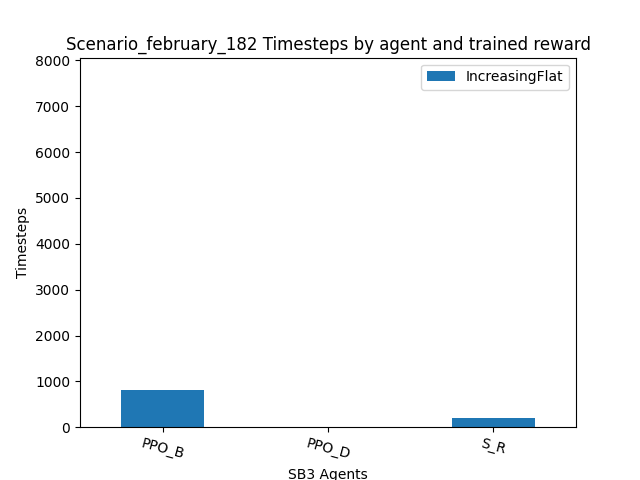 Scenario_february_182 Timesteps by agent and trained reward
IncreasingFlat
8000
7000
6000
5000
4000
3000
2000
1000
0
Timesteps
PPO_B
PPO_D
S_R
SB3 Agents